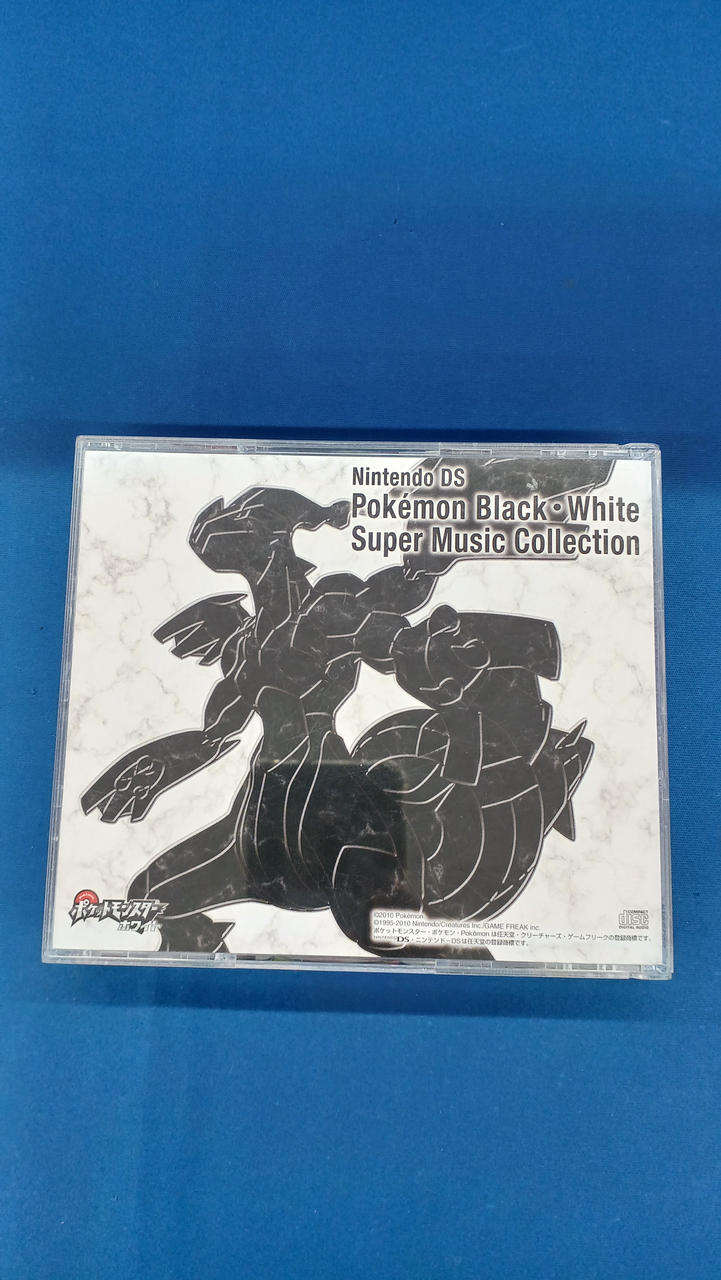 Nintendo DS
Pokémon Black・White
Super Music Collection
ポケットモンスター
©2010 Pokémon
©1995-2010 Nintendo/Creatures Inc./GAME FREAK inc.
ポケットモンスター・ポケモン・Pokémon は任天堂・クリーチャーズ・ゲームフリークの登録商標です。
NINTENDO DS・ニンテンドーDSは任天堂の登録商標です。
COMPACT
disc
DIGITAL AUDIO